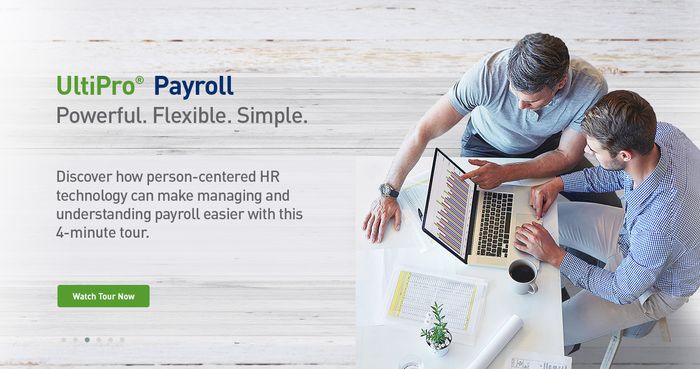 UltiPro® Payroll
Powerful. Flexible. Simple.
Discover how person-centered HR
technology can make managing and
understanding payroll easier with this
4-minute tour.
Watch Tour Now